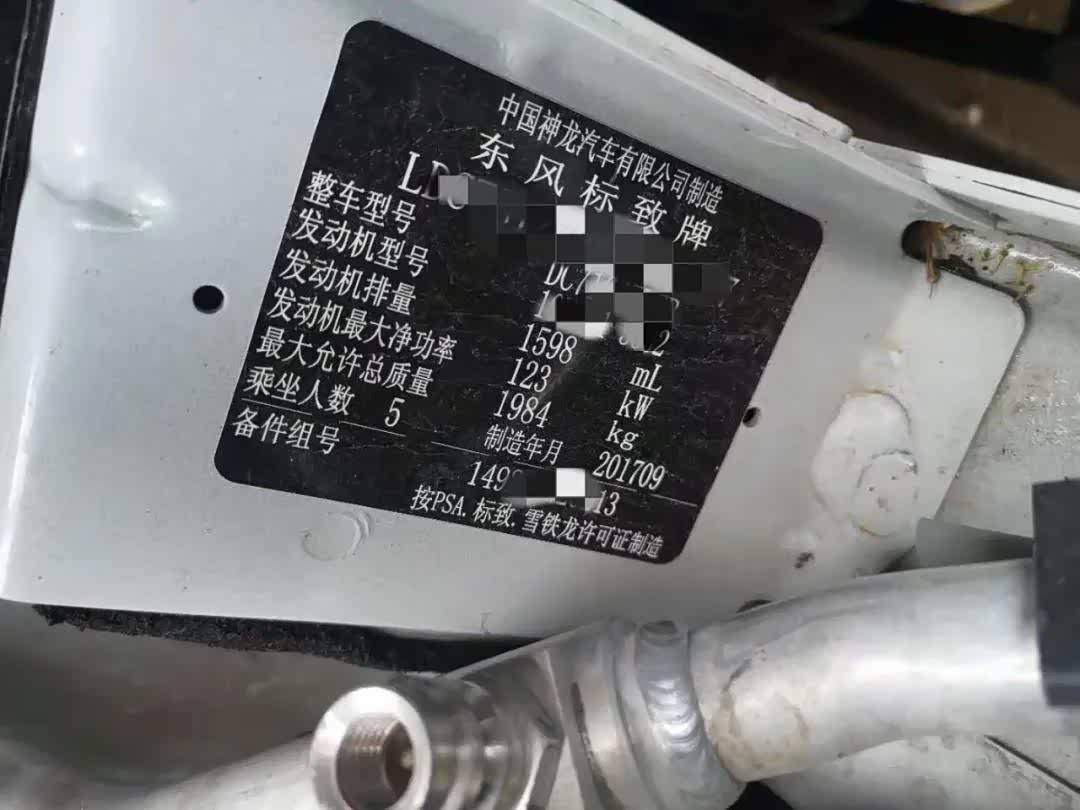 中国神龙汽车有限公司制造
东风标致牌
整车型号
发动机型号
发动机排量 1598 mL
发动机最大净功率 123 kW
最大允许总质量 1984 kg
乘坐人数 5 制造年月 201709
备件组号
按PSA.标致.雪铁龙许可证制造